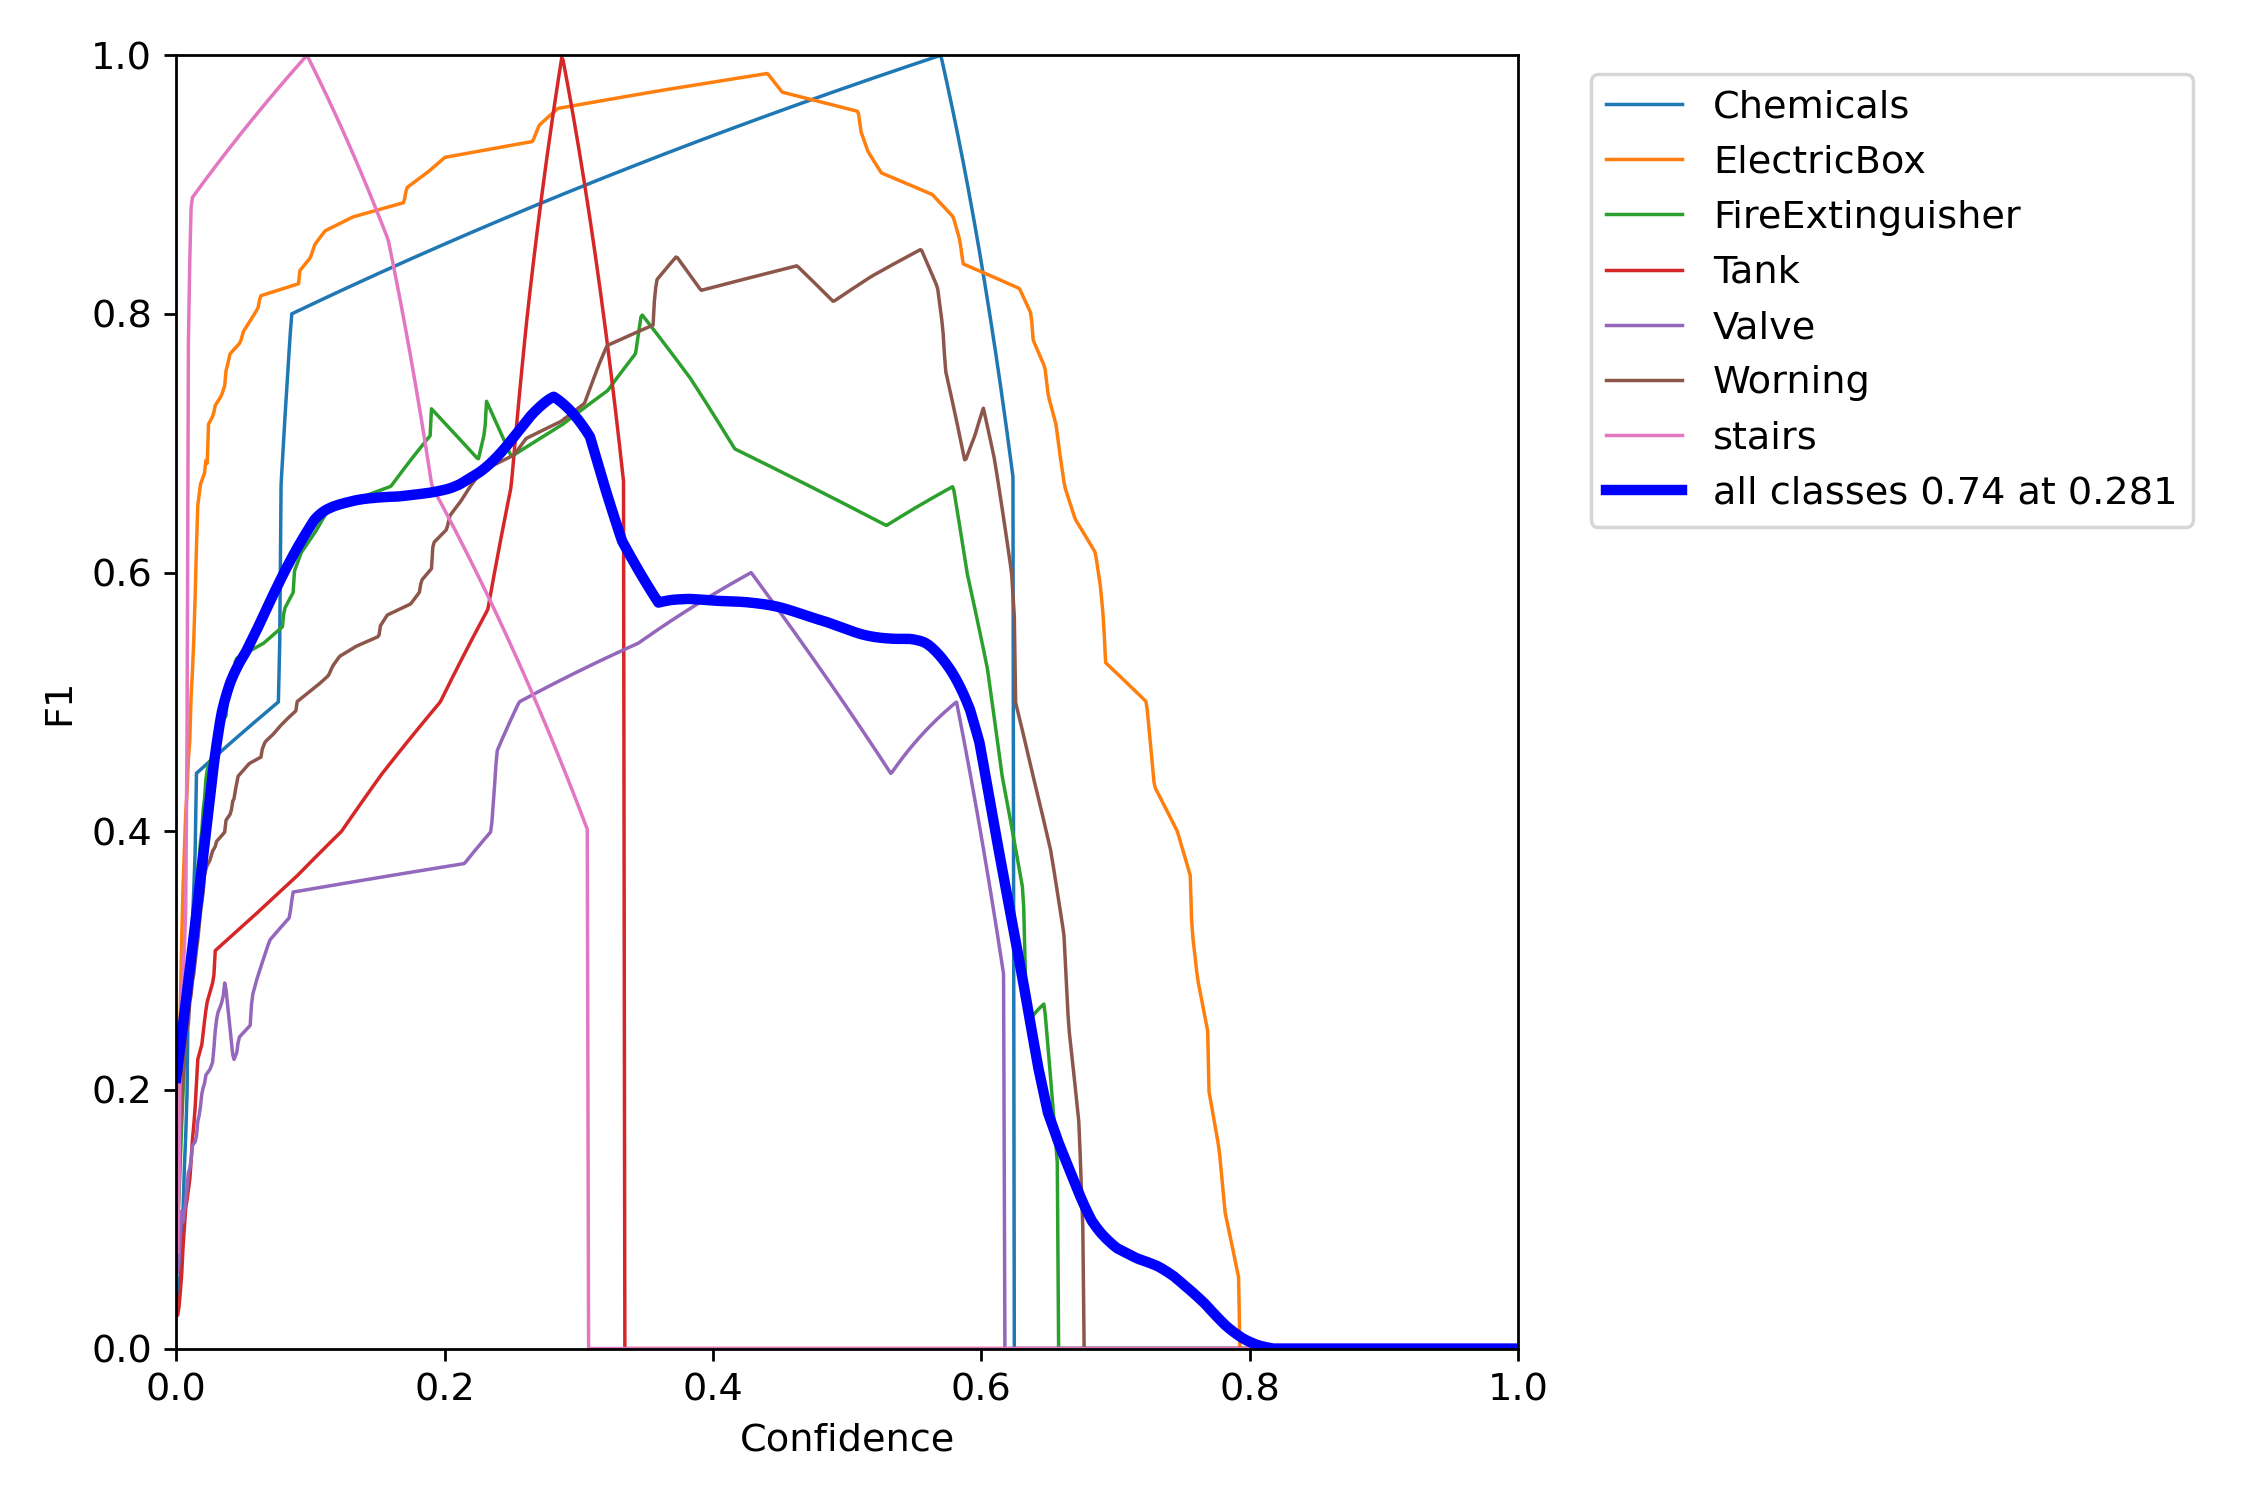 1.0
0.8
0.6
0.4
0.2
0.0
F1
0.0 0.2 0.4 0.6 0.8 1.0
Confidence
Chemicals
ElectricBox
FireExtinguisher
Tank
Valve
Worning
stairs
all classes 0.74 at 0.281